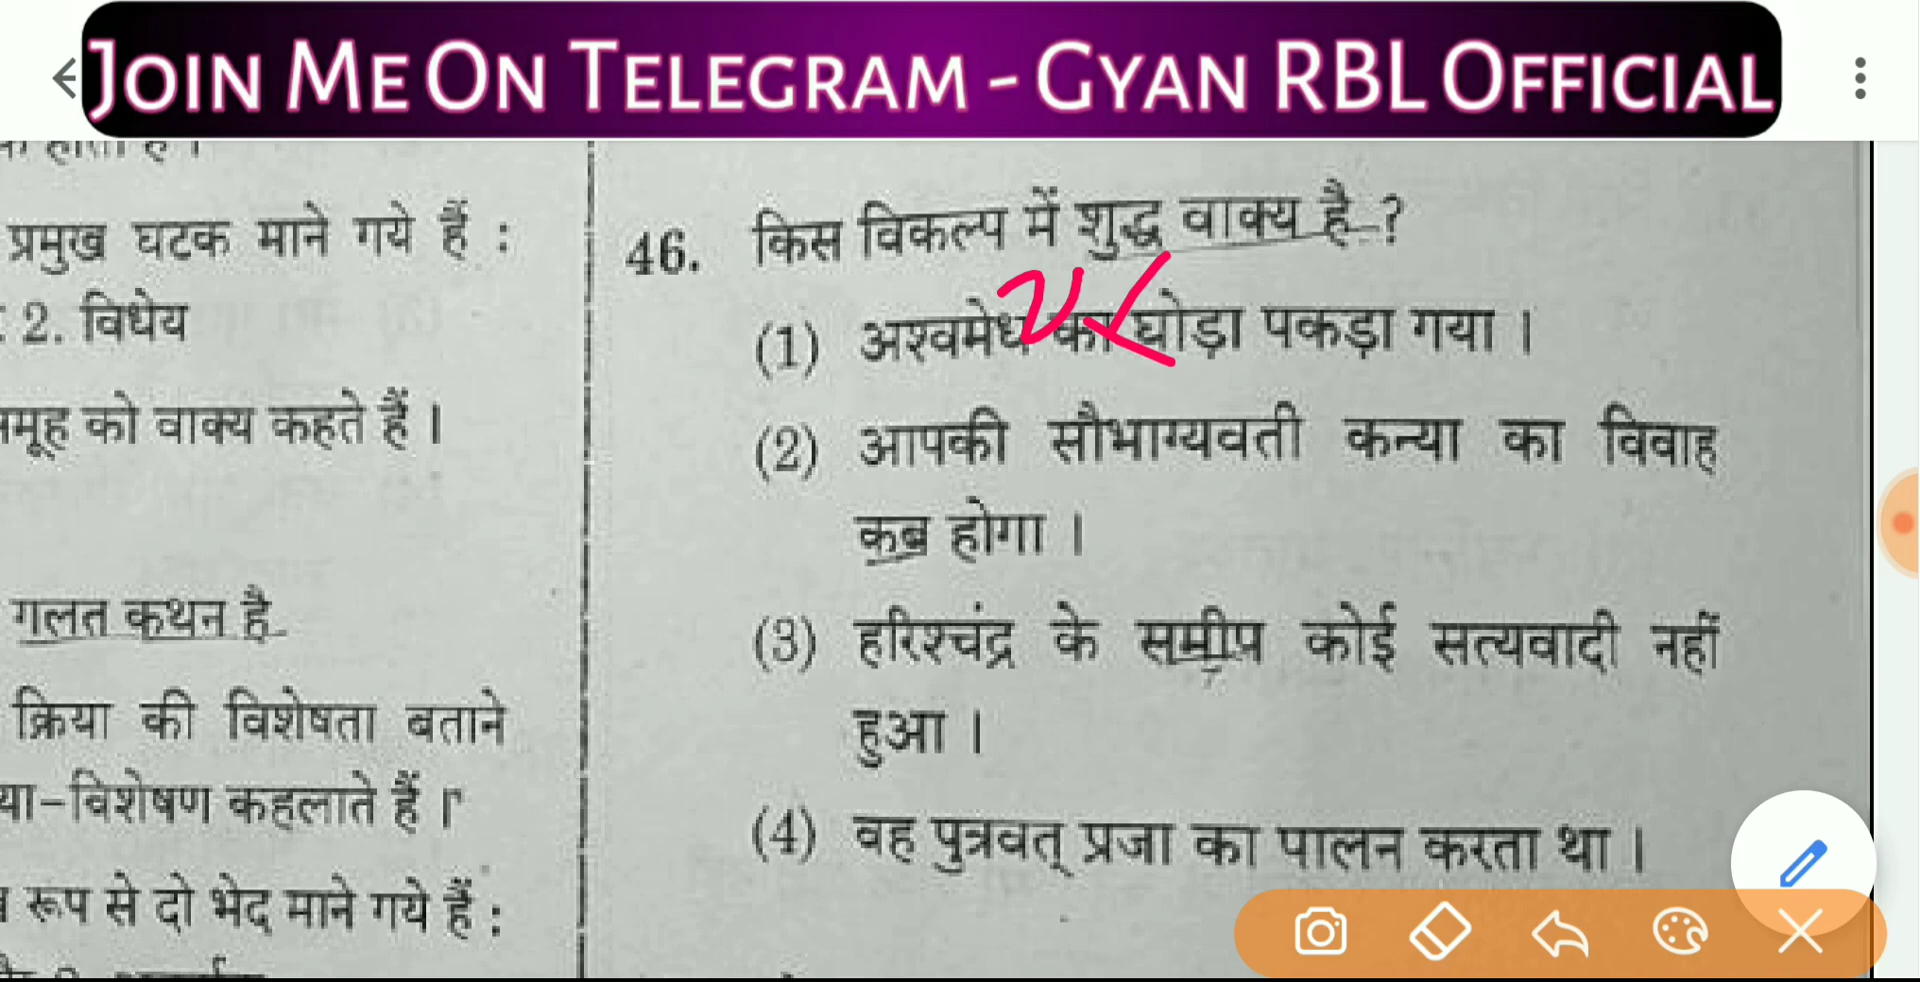 JOIN ME ON TELEGRAM - GYAN RBL OFFICIAL
प्रमुख घटक माने गये हैं :
2. विधेय
समूह को वाक्य कहते हैं ।
गलत कथन है
क्रिया की विशेषता बताने
या-विशेषण कहलाते हैं ।
रूप से दो भेद माने गये हैं :
46. किस विकल्प में शुद्ध वाक्य है ?
(1) अश्वमेध का घोड़ा पकड़ा गया ।
(2) आपकी सौभाग्यवती कन्या का विवाह
कब होगा ।
(3) हरिश्चंद्र के समीप कोई सत्यवादी नहीं
हुआ ।
(4) वह पुत्रवत् प्रजा का पालन करता था ।